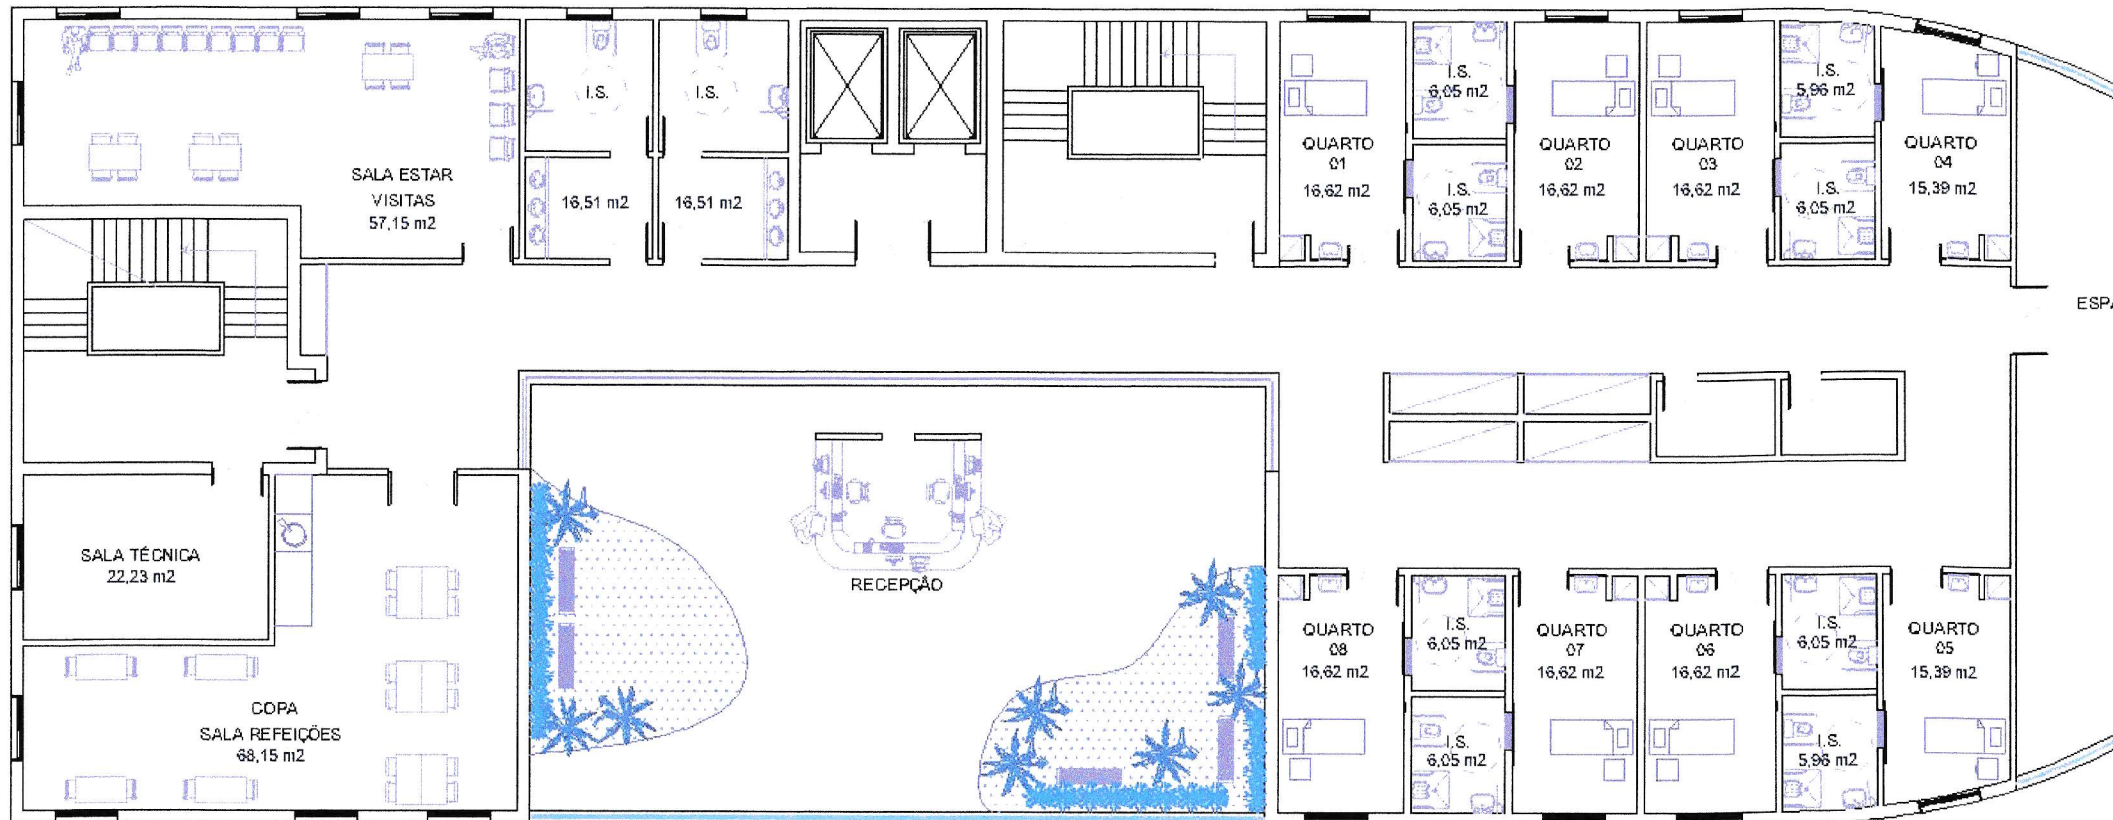 SALA ESTAR
VISITAS
57,15 m2
I.S.
16,51 m2
I.S.
16,51 m2
QUARTO
01
16,62 m2
I.S.
6,05 m2
I.S.
6,05 m2
QUARTO
02
16,62 m2
QUARTO
03
16,62 m2
I.S.
5,96 m2
I.S.
6,05 m2
QUARTO
04
15,39 m2
ESPA
SALA TÉCNICA
22,23 m2
COPA
SALA REFEIÇÕES
68,15 m2
RECEPÇÃO
QUARTO
08
16,62 m2
I.S.
6,05 m2
I.S.
6,05 m2
QUARTO
07
16,62 m2
QUARTO
06
16,62 m2
I.S.
6,05 m2
I.S.
5,96 m2
QUARTO
05
15,39 m2